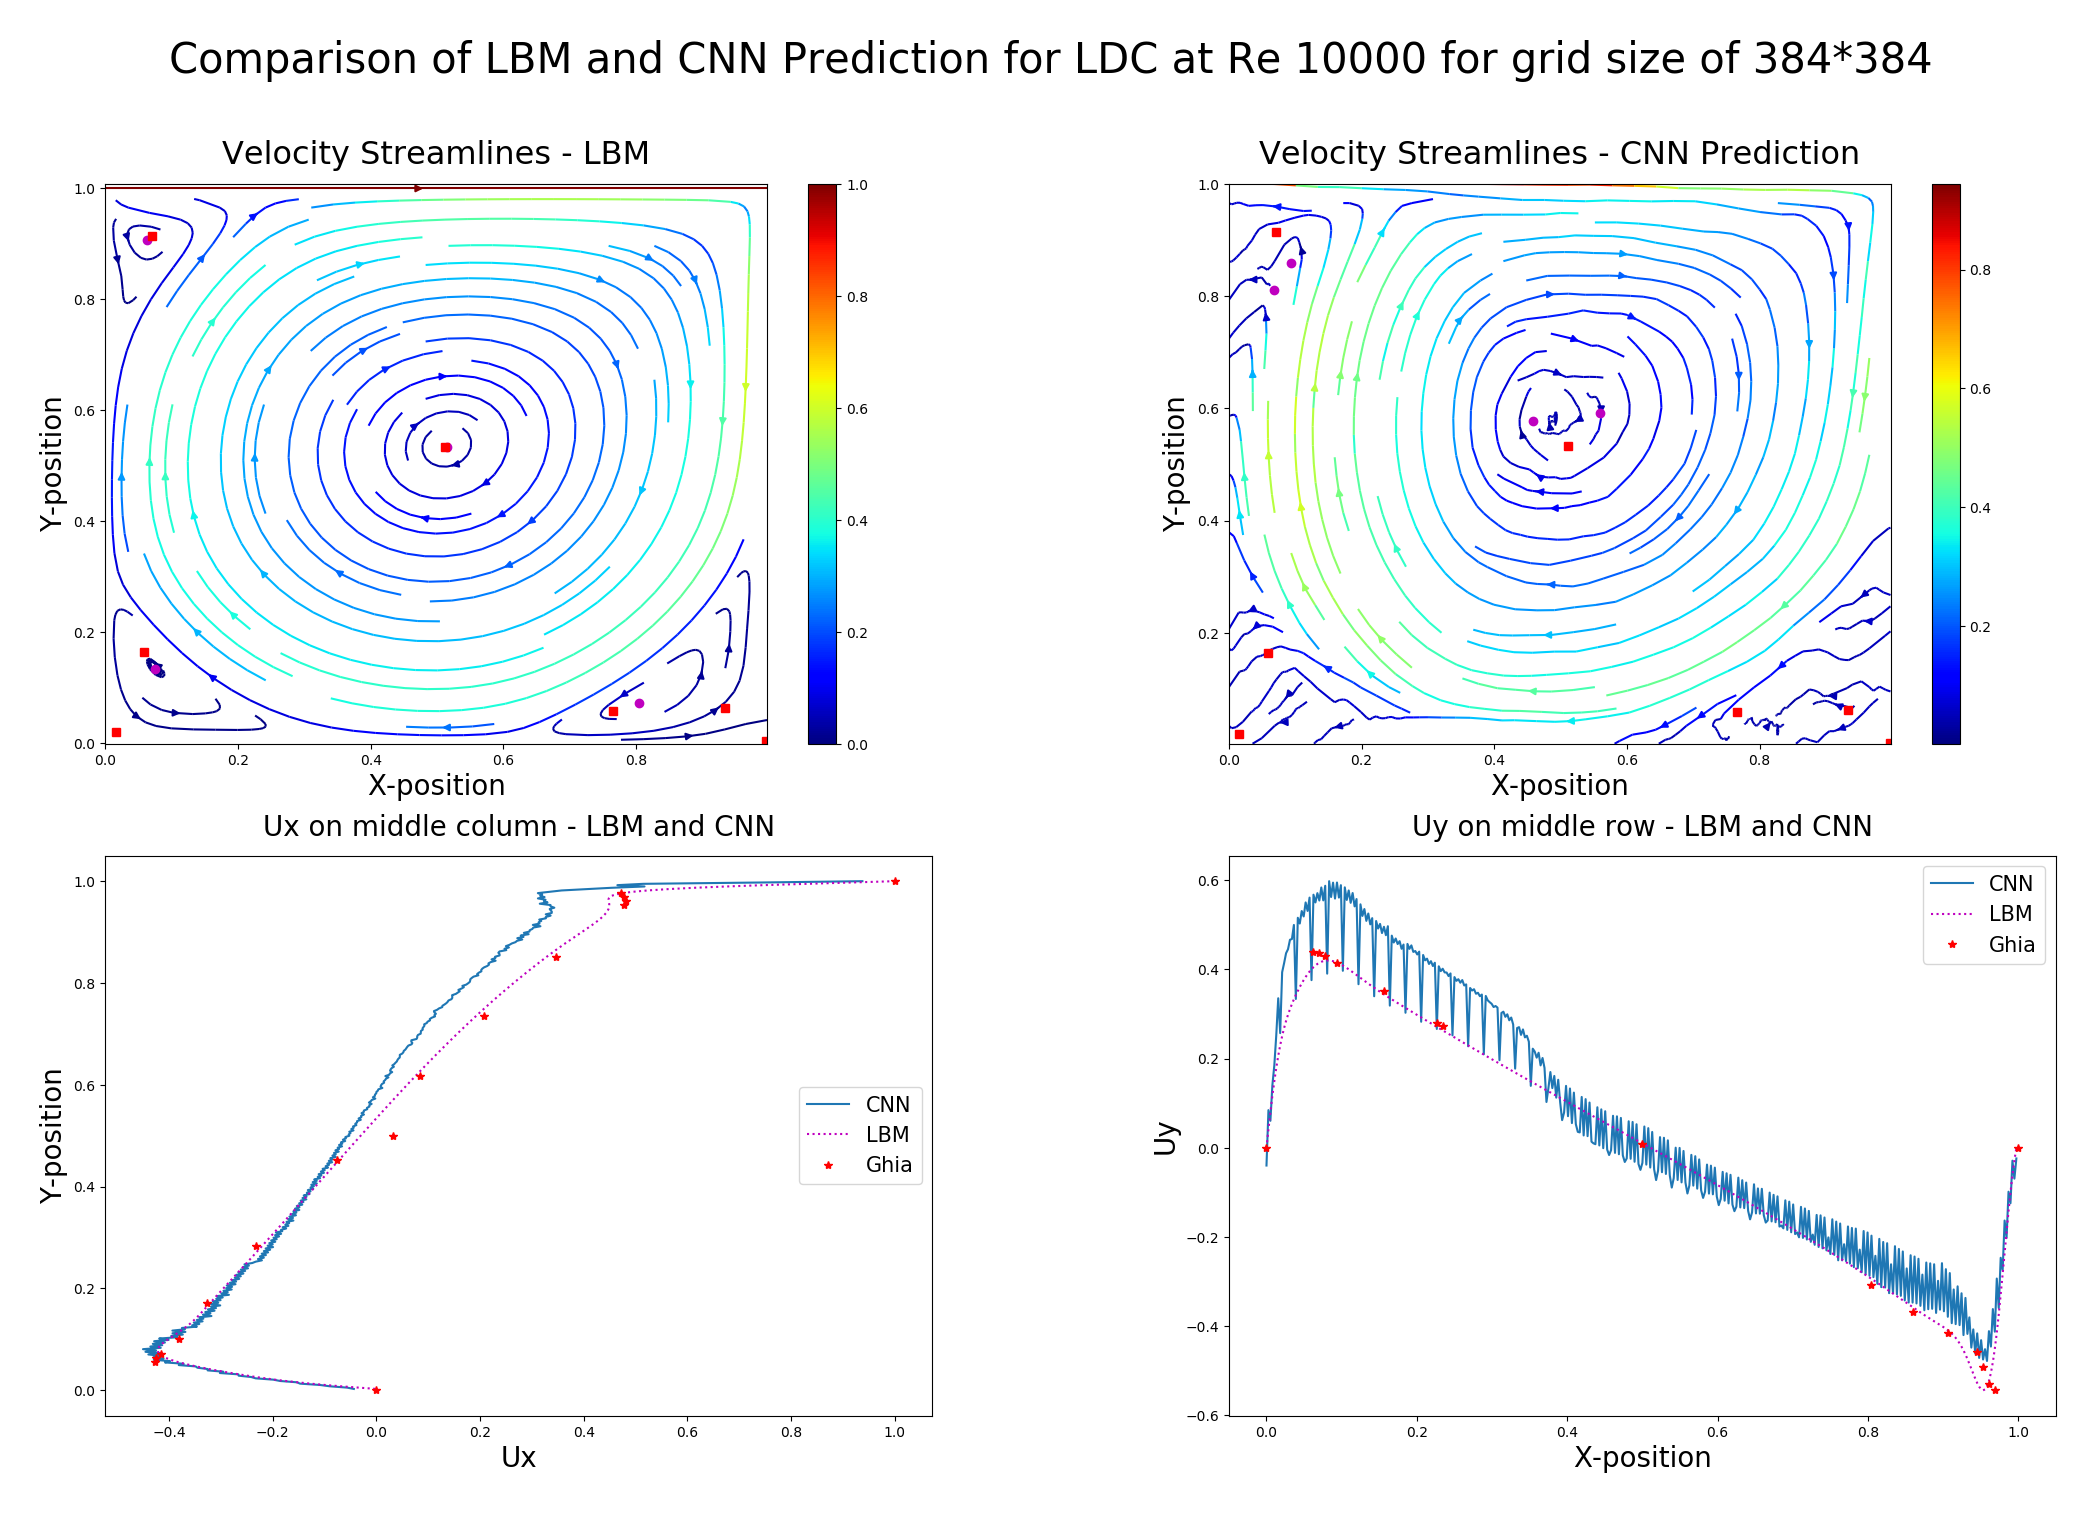 Comparison of LBM and CNN Prediction for LDC at Re 10000 for grid size of 384*384
Velocity Streamlines - LBM
1.0
0.8
0.6
0.4
0.2
0.0
Y-position
0.0 0.2 0.4 0.6 0.8
X-position
1.0
0.8
0.6
0.4
0.2
0.0
Velocity Streamlines - CNN Prediction
1.0
0.8
0.6
0.4
0.2
Y-position
0.0 0.2 0.4 0.6 0.8
X-position
0.8
0.6
0.4
0.2
Ux on middle column - LBM and CNN
1.0
0.8
0.6
0.4
0.2
0.0
Y-position
CNN
LBM
Ghia
−0.4 −0.2 0.0 0.2 0.4 0.6 0.8 1.0
Ux
Uy on middle row - LBM and CNN
0.6
0.4
0.2
0.0
−0.2
−0.4
−0.6
Uy
CNN
LBM
Ghia
0.0 0.2 0.4 0.6 0.8 1.0
X-position